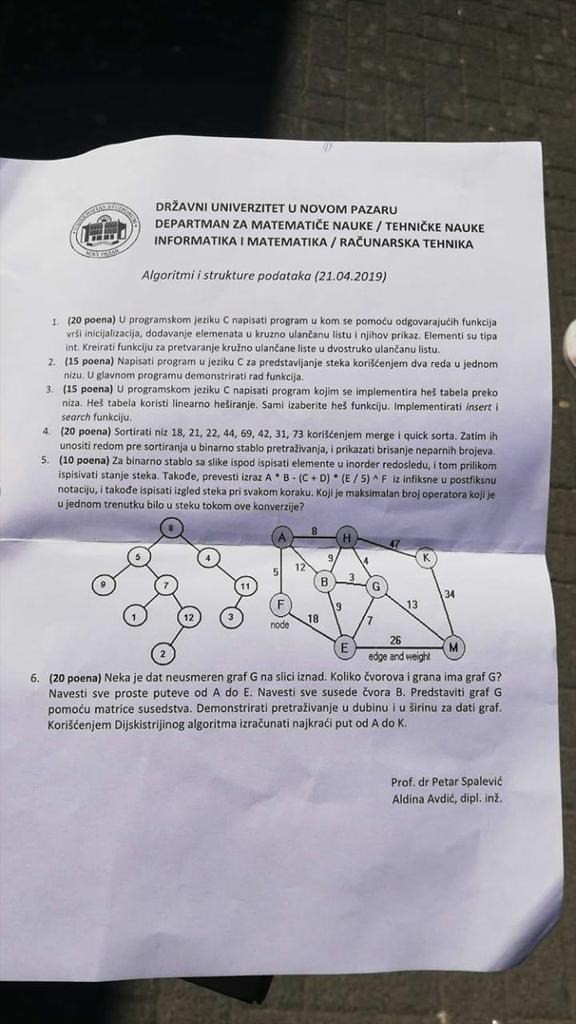 DRŽAVNI UNIVERZITET U NOVOM PAZARU
DEPARTMAN ZA MATEMATIČE NAUKE / TEHNIČKE NAUKE
INFORMATIKA I MATEMATIKA / RAČUNARSKA TEHNIKA
Algoritmi i strukture podataka (21.04.2019)
1. (20 poena) U programskom jeziku C napisati program u kom se pomoću odgovarajućih funkcija
vrši inicijalizacija, dodavanje elemenata u kruzno ulančanu listu i njihov prikaz. Elementi su tipa
int. Kreirati funkciju za pretvaranje kružno ulančane liste u dvostruko ulančanu listu.
2. (15 poena) Napisati program u jeziku C za predstavljanje steka korišćenjem dva reda u jednom
nizu. U glavnom programu demonstrirati rad funkcija.
3. (15 poena) U programskom jeziku C napisati program kojim se implementira heš tabela preko
niza. Heš tabela koristi linearno heširanje. Sami izaberite heš funkciju. Implementirati insert i
search funkciju.
4. (20 poena) Sortirati niz 18, 21, 22, 44, 69, 42, 31, 73 korišćenjem merge i quick sorta. Zatim ih
unositi redom pre sortiranja u binarno stablo pretraživanja, i prikazati brisanje neparnih brojeva.
5. (10 poena) Za binarno stablo sa slike ispod ispisati elemente u inorder redosledu, i tom prilikom
ispisivati stanje steka. Takođe, prevesti izraz A * B - (C + D) * (E / 5) ^ F iz infiksne u postfiksnu
notaciju, i takođe ispisati izgled steka pri svakom koraku. Koji je maksimalan broj operatora koji je
u jednom trenutku bilo u steku tokom ove konverzije?
8
5 4
9 7 11
1 12 3
2
A 8 H 47 K
5 12 9 4
B 3 G
F 9 13 34
node 18 7
E 26 M
edge and weight
6. (20 poena) Neka je dat neusmeren graf G na slici iznad. Koliko čvorova i grana ima graf G?
Navesti sve proste puteve od A do E. Navesti sve susede čvora B. Predstaviti graf G
pomoću matrice susedstva. Demonstrirati pretraživanje u dubinu i u širinu za dati graf.
Korišćenjem Dijskistrijinog algoritma izračunati najkraći put od A do K.
Prof. dr Petar Spalević
Aldina Avdić, dipl. inž.